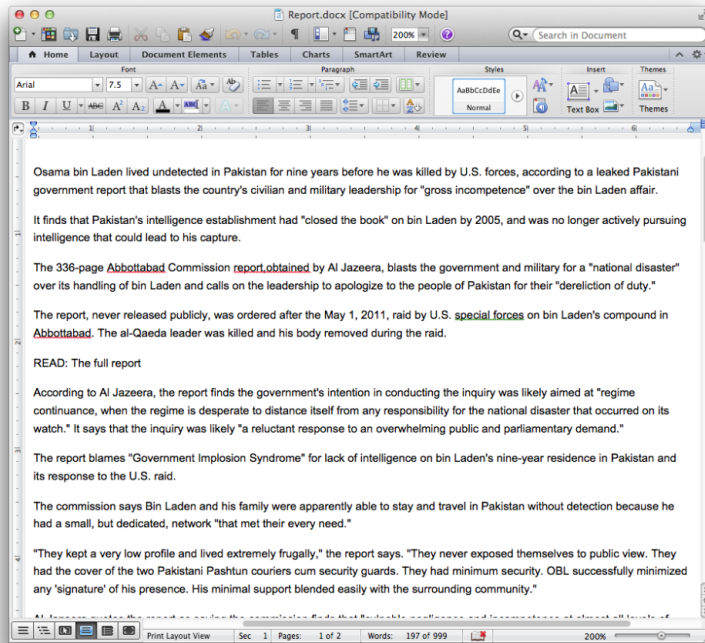 Report.docx [Compatibility Mode]
200%
Search in Document
Home Layout Document Elements Tables Charts SmartArt Review
Font Paragraph Styles Insert Themes
Arial 7.5 A A Aa
AaBbCcDdEe
Normal
A Text Box
Aa Themes
B I U ABC A² A₂ A ABC A
1 2 3 4 5 6
Osama bin Laden lived undetected in Pakistan for nine years before he was killed by U.S. forces, according to a leaked Pakistani
government report that blasts the country's civilian and military leadership for "gross incompetence" over the bin Laden affair.
It finds that Pakistan's intelligence establishment had "closed the book" on bin Laden by 2005, and was no longer actively pursuing
intelligence that could lead to his capture.
The 336-page Abbottabad Commission report,obtained by Al Jazeera, blasts the government and military for a "national disaster"
over its handling of bin Laden and calls on the leadership to apologize to the people of Pakistan for their "dereliction of duty."
The report, never released publicly, was ordered after the May 1, 2011, raid by U.S. special forces on bin Laden's compound in
Abbottabad. The al-Qaeda leader was killed and his body removed during the raid.
READ: The full report
According to Al Jazeera, the report finds the government's intention in conducting the inquiry was likely aimed at "regime
continuance, when the regime is desperate to distance itself from any responsibility for the national disaster that occurred on its
watch." It says that the inquiry was likely "a reluctant response to an overwhelming public and parliamentary demand."
The report blames "Government Implosion Syndrome" for lack of intelligence on bin Laden's nine-year residence in Pakistan and
its response to the U.S. raid.
The commission says Bin Laden and his family were apparently able to stay and travel in Pakistan without detection because he
had a small, but dedicated, network "that met their every need."
"They kept a very low profile and lived extremely frugally," the report says. "They never exposed themselves to public view. They
had the cover of the two Pakistani Pashtun couriers cum security guards. They had minimum security. OBL successfully minimized
any 'signature' of his presence. His minimal support blended easily with the surrounding community."
Print Layout View Sec 1 Pages: 1 of 2 Words: 197 of 999 200%